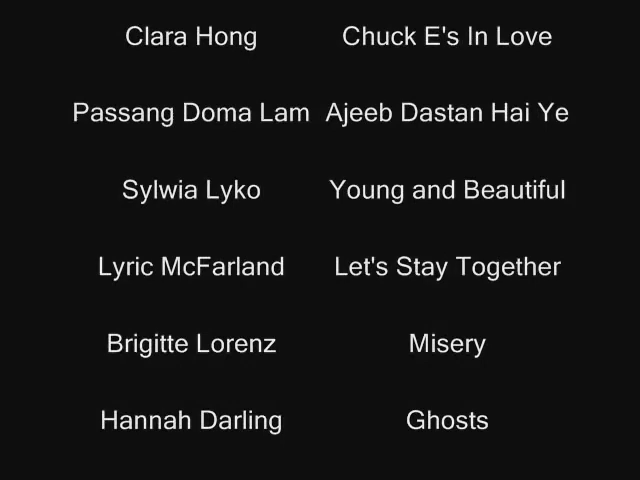 Clara Hong Chuck E's In Love
Passang Doma Lam Ajeeb Dastan Hai Ye
Sylwia Lyko Young and Beautiful
Lyric McFarland Let's Stay Together
Brigitte Lorenz Misery
Hannah Darling Ghosts